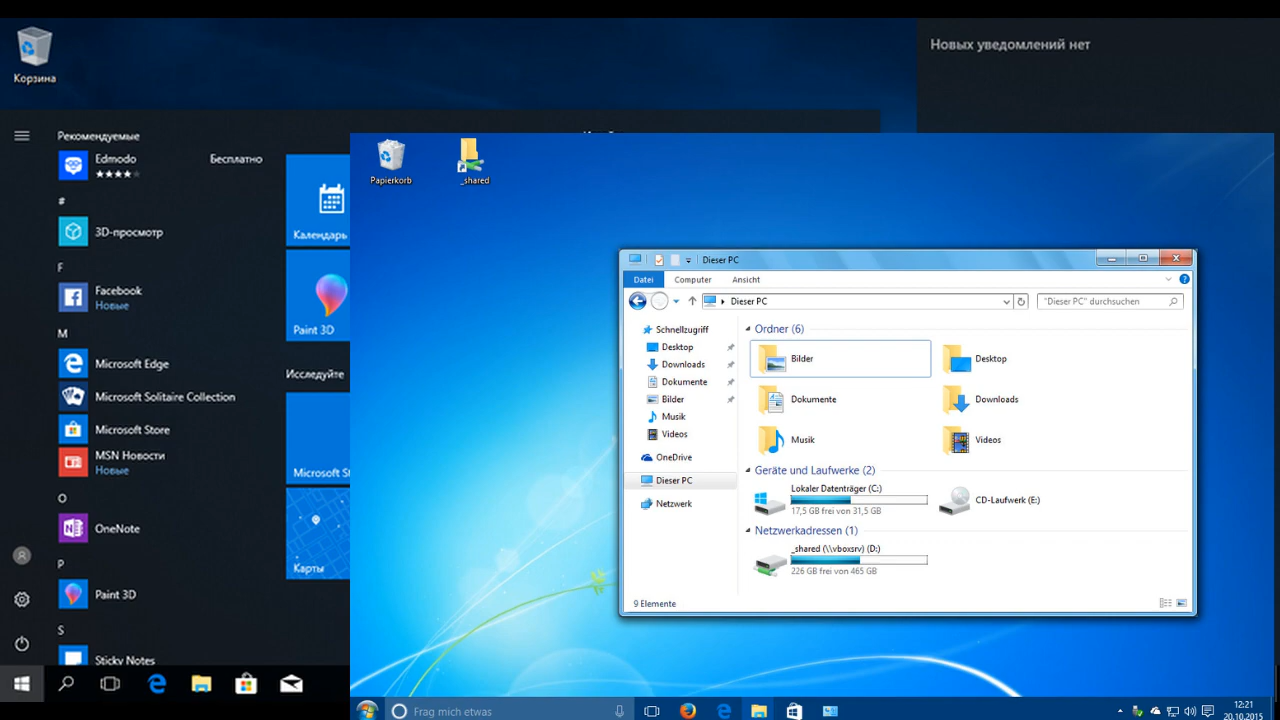 Корзина
Новых уведомлений нет
Рекомендуемые
Edmodo
Бесплатно
#
3D-просмотр
F
Facebook
Новые
M
Microsoft Edge
Microsoft Solitaire Collection
Microsoft Store
MSN Новости
Новые
O
OneNote
P
Paint 3D
S
Sticky Notes
Календарь
Paint 3D
Исследуйте
Microsoft St
Карты
Papierkorb
_shared
Dieser PC
Datei
Computer
Ansicht
Dieser PC
"Dieser PC" durchsuchen
Schnellzugriff
Desktop
Downloads
Dokumente
Bilder
Musik
Videos
OneDrive
Dieser PC
Netzwerk
Ordner (6)
Bilder
Desktop
Dokumente
Downloads
Musik
Videos
Geräte und Laufwerke (2)
Lokaler Datenträger (C:)
17,5 GB frei von 31,5 GB
CD-Laufwerk (E:)
Netzwerkadressen (1)
_shared (\\vboxsrv) (D:)
226 GB frei von 465 GB
9 Elemente
Frag mich etwas
12:21
20.10.2015